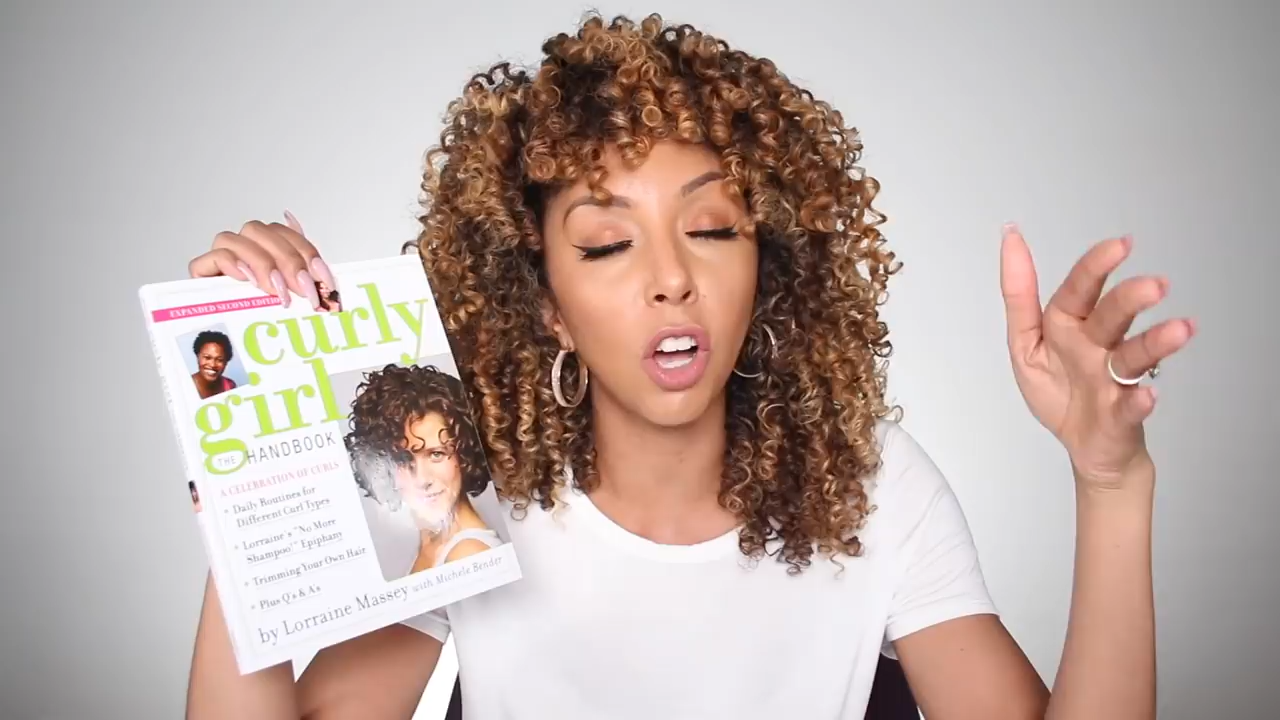 EXPANDED SECOND EDITION
curly
girl
THE HANDBOOK
A CELEBRATION OF CURLS
• Daily Routines for
Different Curl Types
• Lorraine's "No More
Shampoo" Epiphany
• Trimming Your Own Hair
• Plus Q's & A's
by Lorraine Massey with Michele Bender